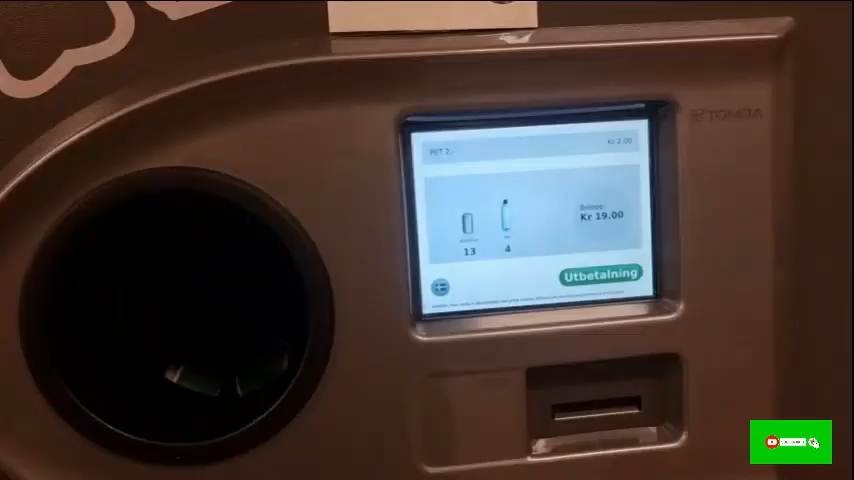 TOMRA
PET 2,-
Kr 2.00
Belopp:
Kr 19.00
13
4
Utbetalning